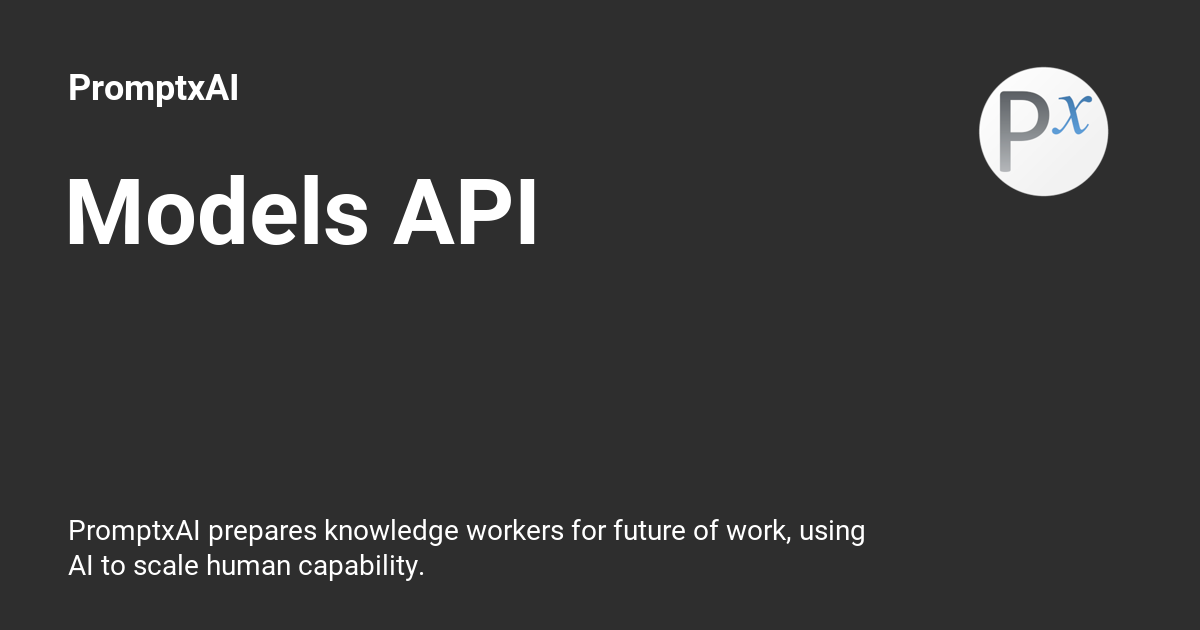 PromptxAI
Px
Models API
PromptxAI prepares knowledge workers for future of work, using
AI to scale human capability.